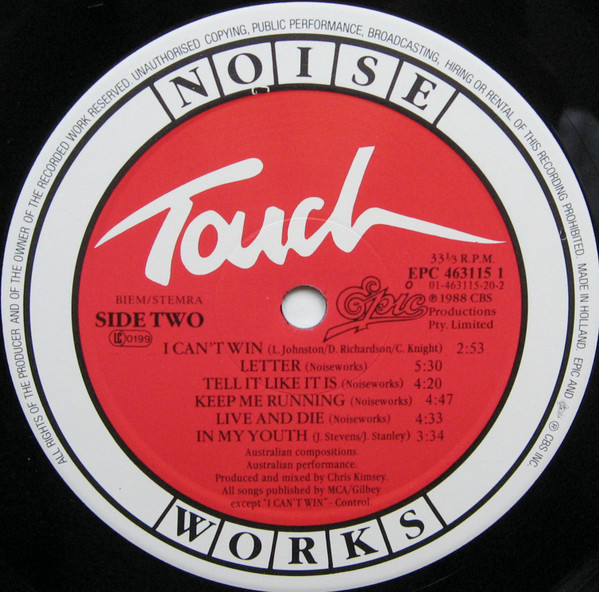 ALL RIGHTS OF THE PRODUCER AND OF THE OWNER OF THE RECORDED WORK RESERVED. UNAUTHORISED COPYING, PUBLIC PERFORMANCE, BROADCASTING, HIRING OR RENTAL OF THIS RECORDING PROHIBITED. MADE IN HOLLAND. EPIC AND ® CBS INC.
NOISE
Touch
33⅓ R.P.M.
EPC 463115 1
01-463115-20-2
BIEM/STEMRA
SIDE TWO
LC 0199
Epic
℗ 1988 CBS
Productions
Pty. Limited
I CAN'T WIN (L. Johnston/D. Richardson/C. Knight) 2:53
LETTER (Noiseworks) 5:30
TELL IT LIKE IT IS (Noiseworks) 4:20
KEEP ME RUNNING (Noiseworks) 4:47
LIVE AND DIE (Noiseworks) 4:33
IN MY YOUTH (J. Stevens/J. Stanley) 3:34
Australian compositions.
Australian performance.
Produced and mixed by Chris Kimsey.
All songs published by MCA/Gilbey
except "I CAN'T WIN" - Control.
WORKS